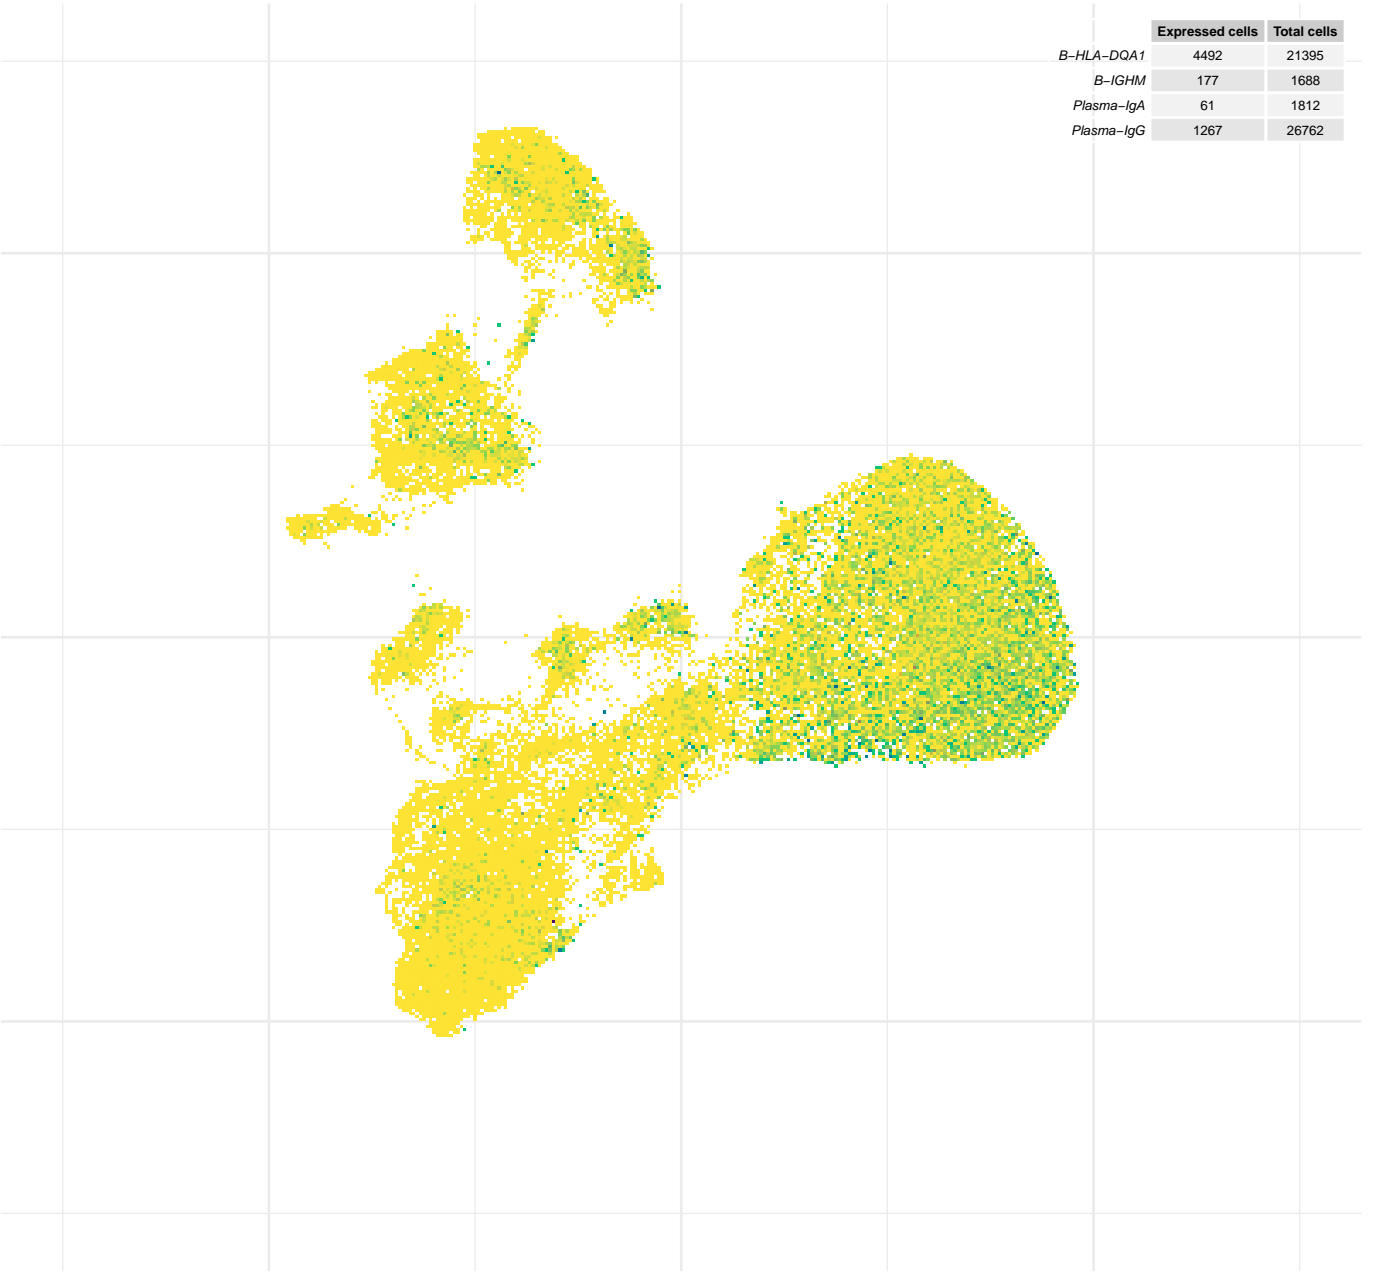 Expressed cells Total cells
B−HLA−DQA1 4492 21395
B−IGHM 177 1688
Plasma−IgA 61 1812
Plasma−IgG 1267 26762